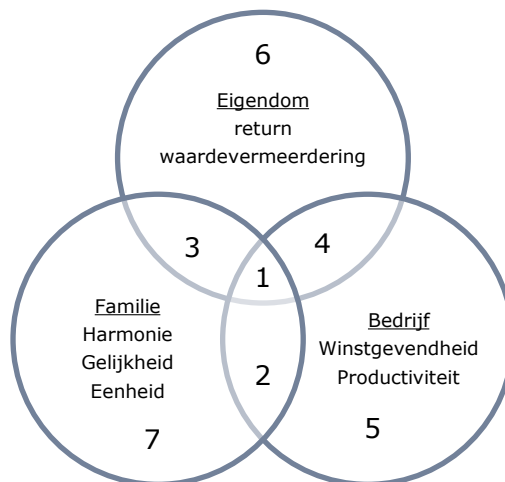 6
Eigendom
return
waardevermeerdering
3
4
1
Familie
Harmonie
Gelijkheid
Eenheid
Bedrijf
Winstgevendheid
Productiviteit
2
7
5